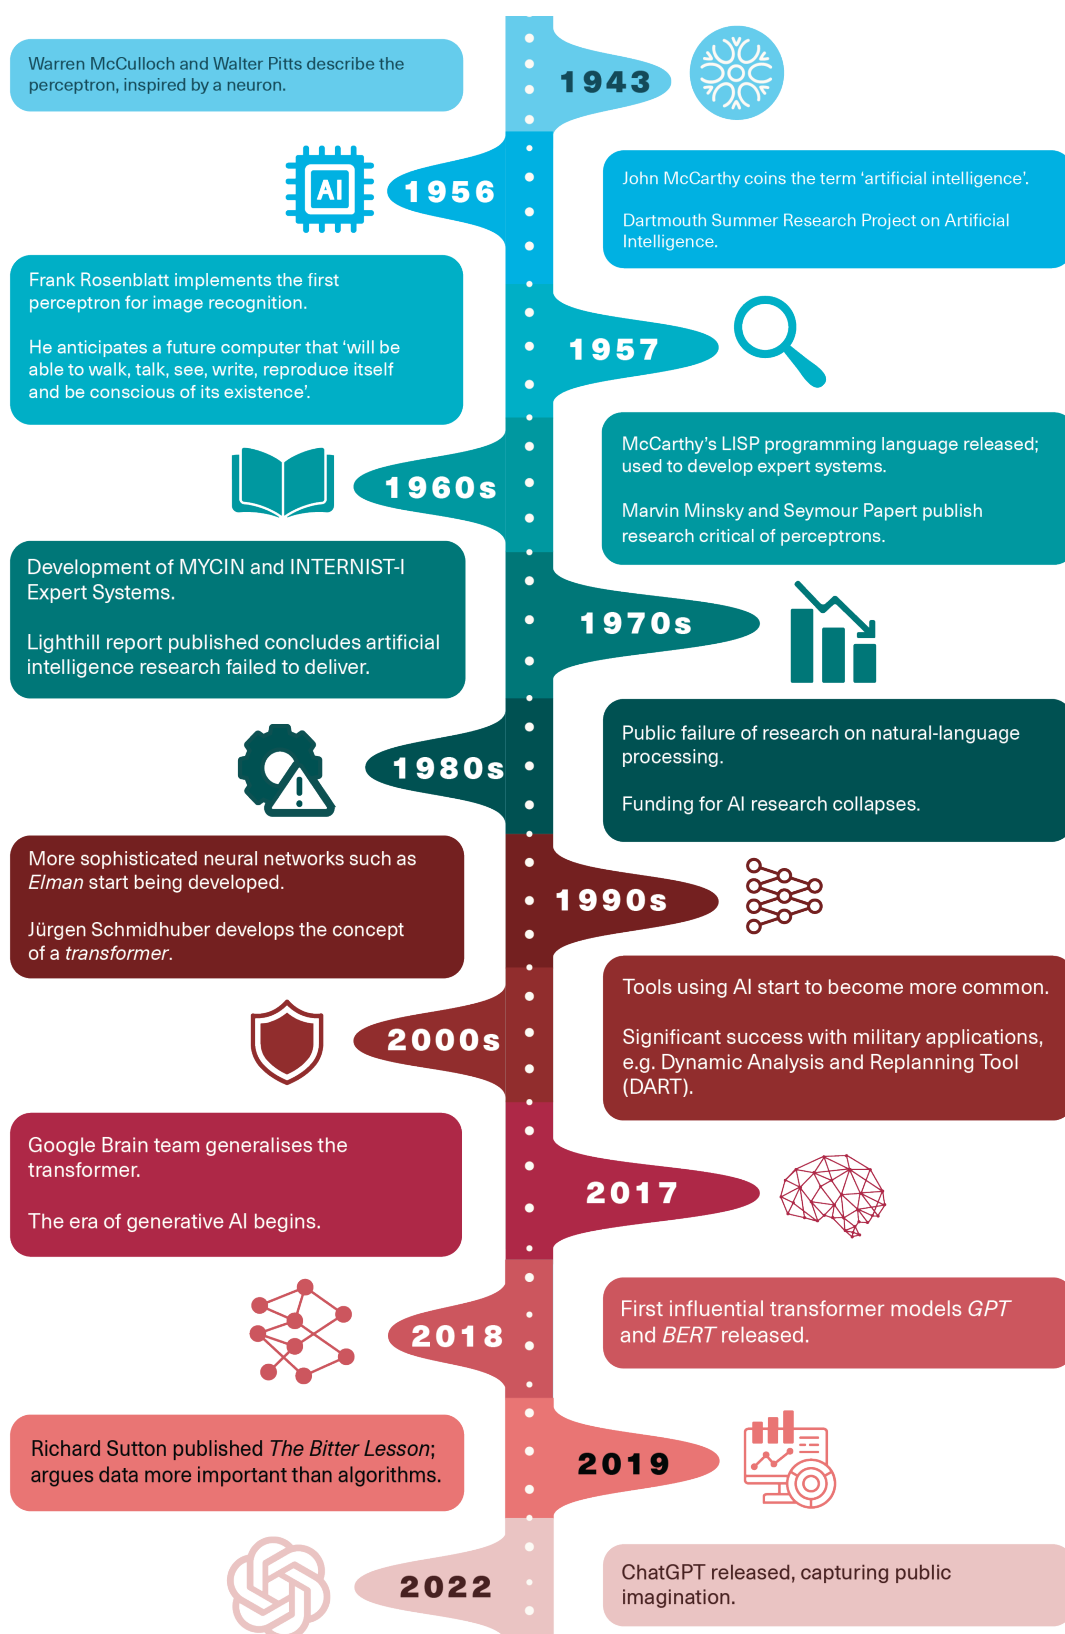 Warren McCulloch and Walter Pitts describe the
perceptron, inspired by a neuron.
1943
AI
1956
John McCarthy coins the term ‘artificial intelligence’.
Dartmouth Summer Research Project on Artificial
Intelligence.
Frank Rosenblatt implements the first
perceptron for image recognition.
He anticipates a future computer that ‘will be
able to walk, talk, see, write, reproduce itself
and be conscious of its existence’.
1957
1960s
McCarthy’s LISP programming language released;
used to develop expert systems.
Marvin Minsky and Seymour Papert publish
research critical of perceptrons.
Development of MYCIN and INTERNIST-I
Expert Systems.
Lighthill report published concludes artificial
intelligence research failed to deliver.
1970s
1980s
Public failure of research on natural-language
processing.
Funding for AI research collapses.
More sophisticated neural networks such as
Elman start being developed.
Jürgen Schmidhuber develops the concept
of a transformer.
1990s
2000s
Tools using AI start to become more common.
Significant success with military applications,
e.g. Dynamic Analysis and Replanning Tool
(DART).
Google Brain team generalises the
transformer.
The era of generative AI begins.
2017
2018
First influential transformer models GPT
and BERT released.
Richard Sutton published The Bitter Lesson;
argues data more important than algorithms.
2019
2022
ChatGPT released, capturing public
imagination.